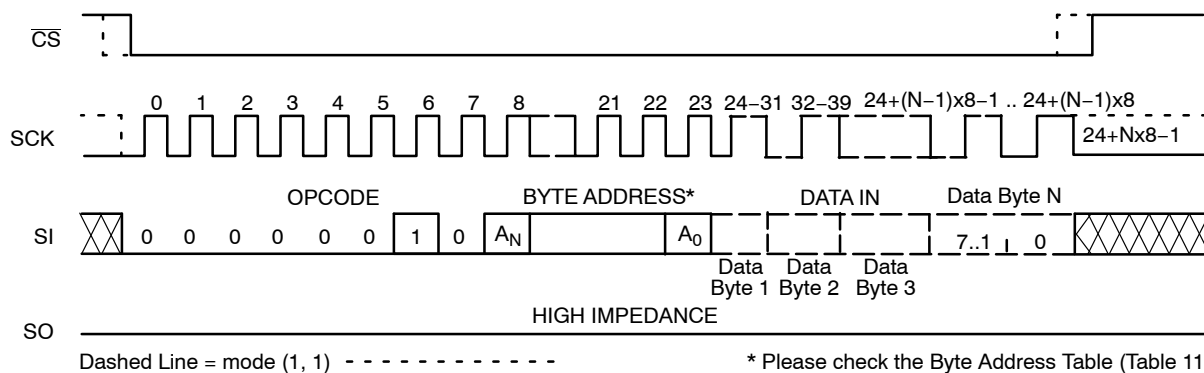 CS
0 1 2 3 4 5 6 7 8 21 22 23 24–31 32–39 24+(N–1)x8–1 .. 24+(N–1)x8
SCK
24+Nx8–1
OPCODE BYTE ADDRESS* DATA IN Data Byte N
SI
0 0 0 0 0 0 1 0 AN A0 7..1 0
Data Byte 1
Data Byte 2
Data Byte 3
HIGH IMPEDANCE
SO
Dashed Line = mode (1, 1) * Please check the Byte Address Table (Table 11